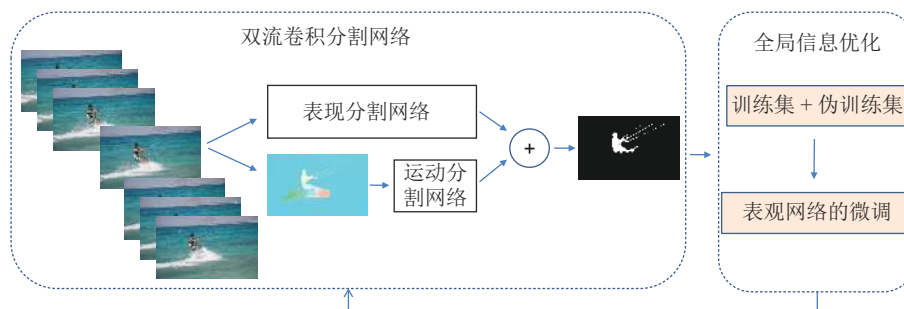 双流卷积分割网络
全局信息优化
表现分割网络
训练集 + 伪训练集
+
运动分
割网络
表观网络的微调